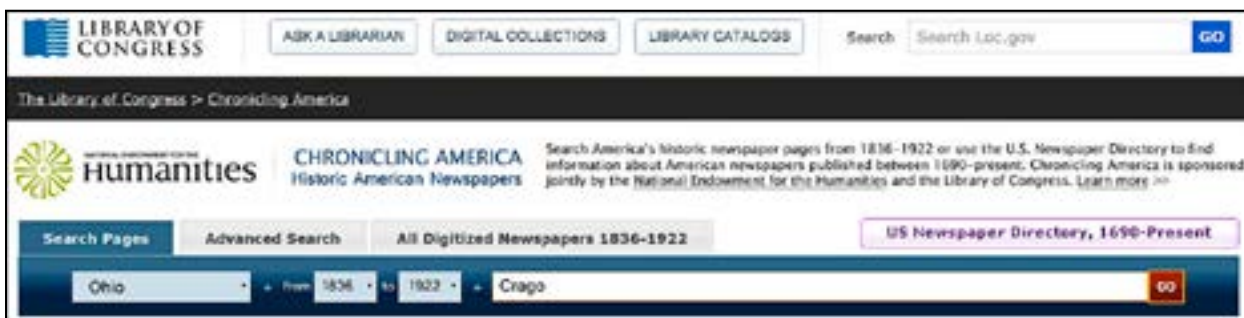 LIBRARY OF CONGRESS
ASK A LIBRARIAN
DIGITAL COLLECTIONS
LIBRARY CATALOGS
Search
Search Loc.gov
GO
The Library of Congress > Chronicling America
NATIONAL ENDOWMENT FOR THE
Humanities
CHRONICLING AMERICA
Historic American Newspapers
Search America's historic newspaper pages from 1836-1922 or use the U.S. Newspaper Directory to find
information about American newspapers published between 1690-present. Chronicling America is sponsored
jointly by the National Endowment for the Humanities and the Library of Congress. Learn more >>
Search Pages
Advanced Search
All Digitized Newspapers 1836-1922
US Newspaper Directory, 1690-Present
Ohio
from 1836 to 1922
Crago
GO